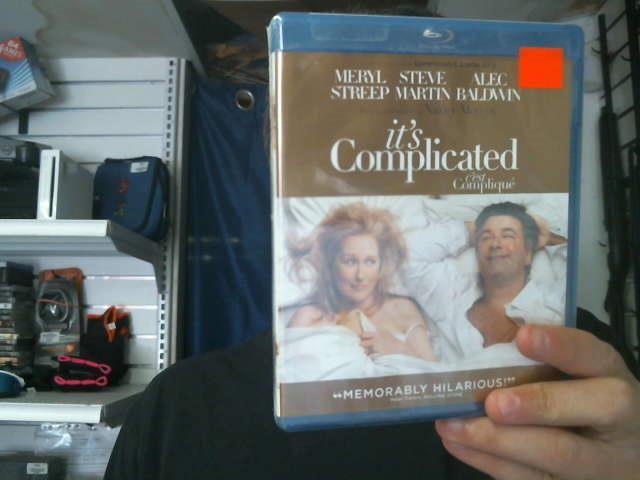 MERYL STEVE ALEC
STREEP MARTIN BALDWIN
it's
Complicated
c'est
Compliqué
"MEMORABLY HILARIOUS!"